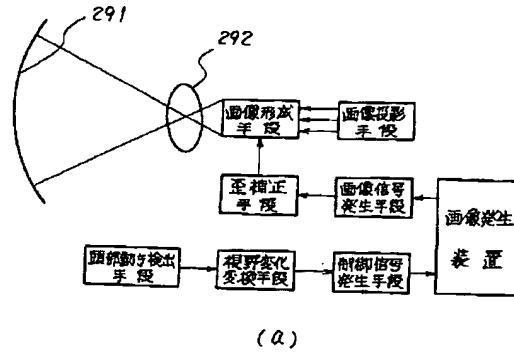 291
292
画像形成
手段
画像投影
手段
歪補正
手段
画像信号
発生手段
画像発生
装置
頭部動き検出
手段
視野変化
変換手段
制御信号
発生手段
(a)